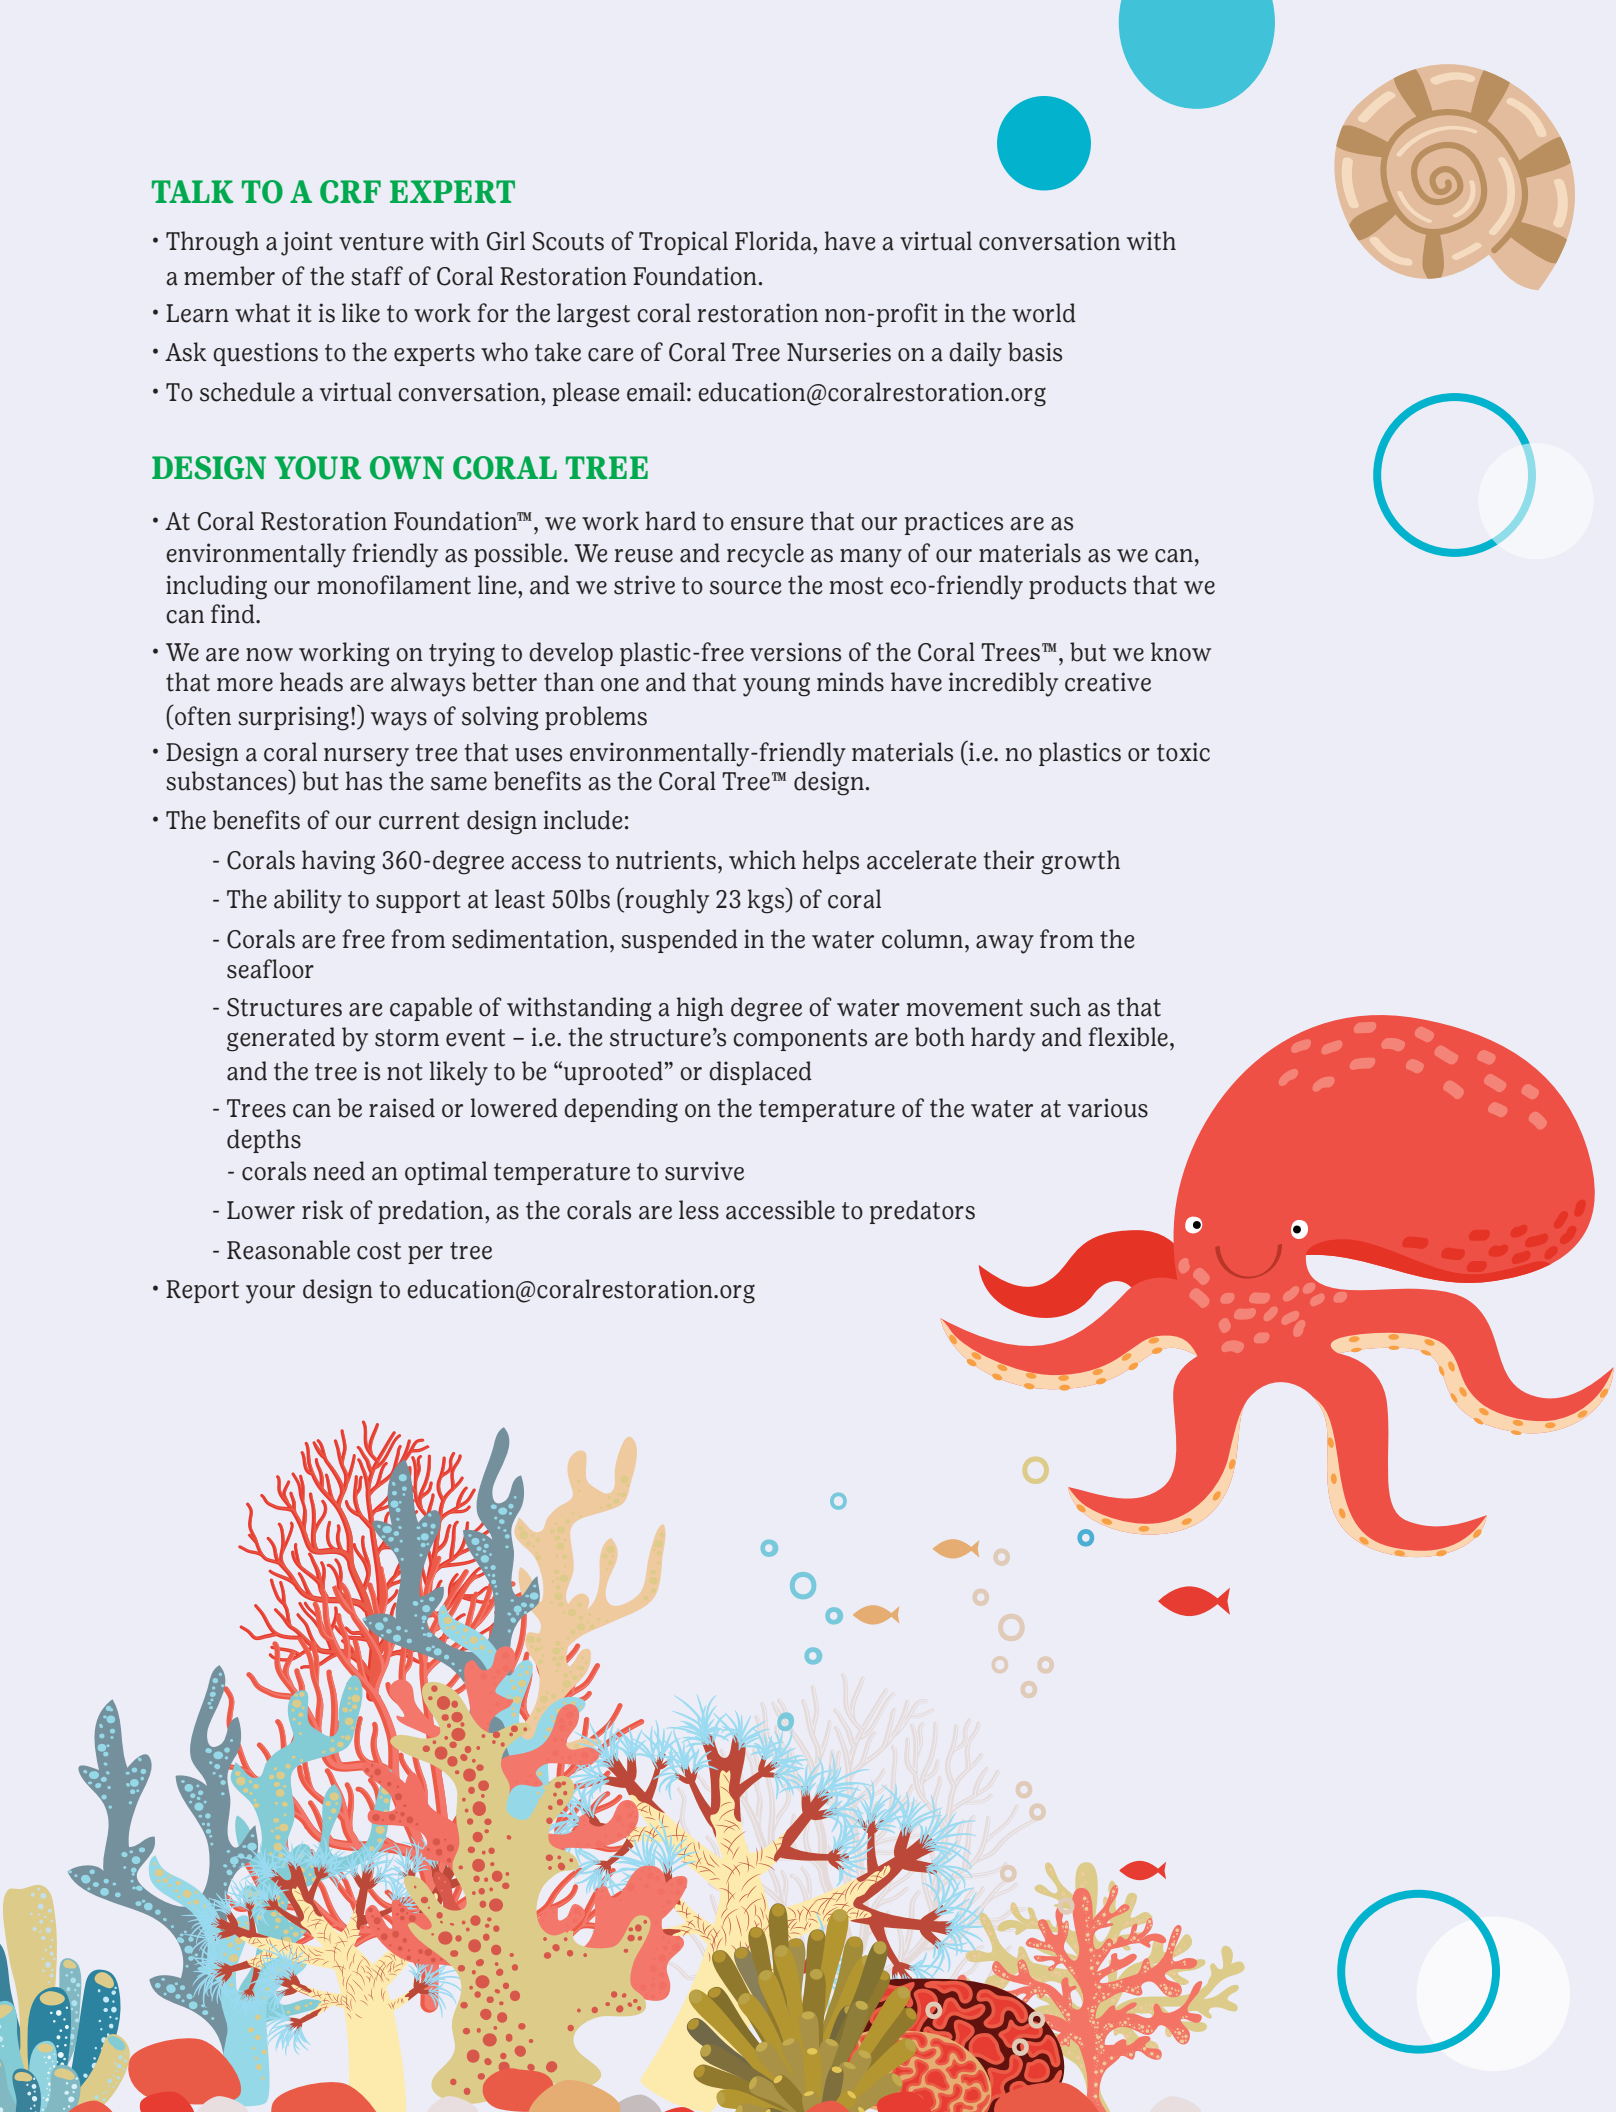 TALK TO A CRF EXPERT
• Through a joint venture with Girl Scouts of Tropical Florida, have a virtual conversation with
a member of the staff of Coral Restoration Foundation.
• Learn what it is like to work for the largest coral restoration non-profit in the world
• Ask questions to the experts who take care of Coral Tree Nurseries on a daily basis
• To schedule a virtual conversation, please email: education@coralrestoration.org
DESIGN YOUR OWN CORAL TREE
• At Coral Restoration Foundation™, we work hard to ensure that our practices are as
environmentally friendly as possible. We reuse and recycle as many of our materials as we can,
including our monofilament line, and we strive to source the most eco-friendly products that we
can find.
• We are now working on trying to develop plastic-free versions of the Coral Trees™, but we know
that more heads are always better than one and that young minds have incredibly creative
(often surprising!) ways of solving problems
• Design a coral nursery tree that uses environmentally-friendly materials (i.e. no plastics or toxic
substances) but has the same benefits as the Coral Tree™ design.
• The benefits of our current design include:
- Corals having 360-degree access to nutrients, which helps accelerate their growth
- The ability to support at least 50lbs (roughly 23 kgs) of coral
- Corals are free from sedimentation, suspended in the water column, away from the
seafloor
- Structures are capable of withstanding a high degree of water movement such as that
generated by storm event – i.e. the structure’s components are both hardy and flexible,
and the tree is not likely to be “uprooted” or displaced
- Trees can be raised or lowered depending on the temperature of the water at various
depths
- corals need an optimal temperature to survive
- Lower risk of predation, as the corals are less accessible to predators
- Reasonable cost per tree
• Report your design to education@coralrestoration.org